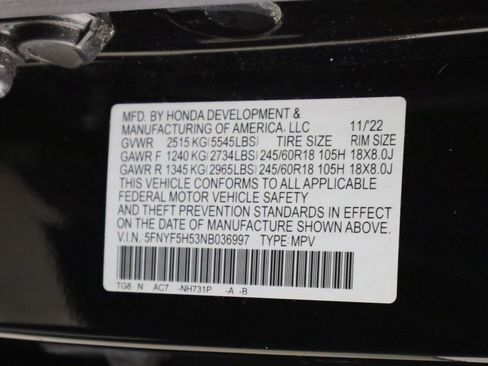 MFD. BY HONDA DEVELOPMENT &
MANUFACTURING OF AMERICA, LLC 11/'22
GVWR 2515 KG(5545LBS) TIRE SIZE RIM SIZE
GAWR F 1240 KG(2734LBS) 245/60R18 105H 18X8.0J
GAWR R 1345 KG(2965LBS) 245/60R18 105H 18X8.0J
THIS VEHICLE CONFORMS TO ALL APPLICABLE
FEDERAL MOTOR VEHICLE SAFETY
AND THEFT PREVENTION STANDARDS IN EFFECT
ON THE DATE OF MANUFACTURE SHOWN ABOVE.
V.I.N. 5FNYF5H53NB036997 TYPE: MPV
TG8 N AC7 -NH731P -A -B